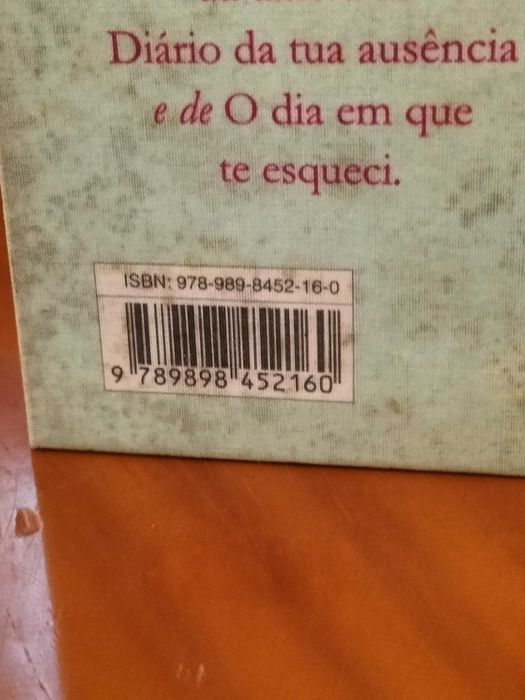 Diário da tua ausência
e de O dia em que
te esqueci.
ISBN: 978-989-8452-16-0
9 789898 452160